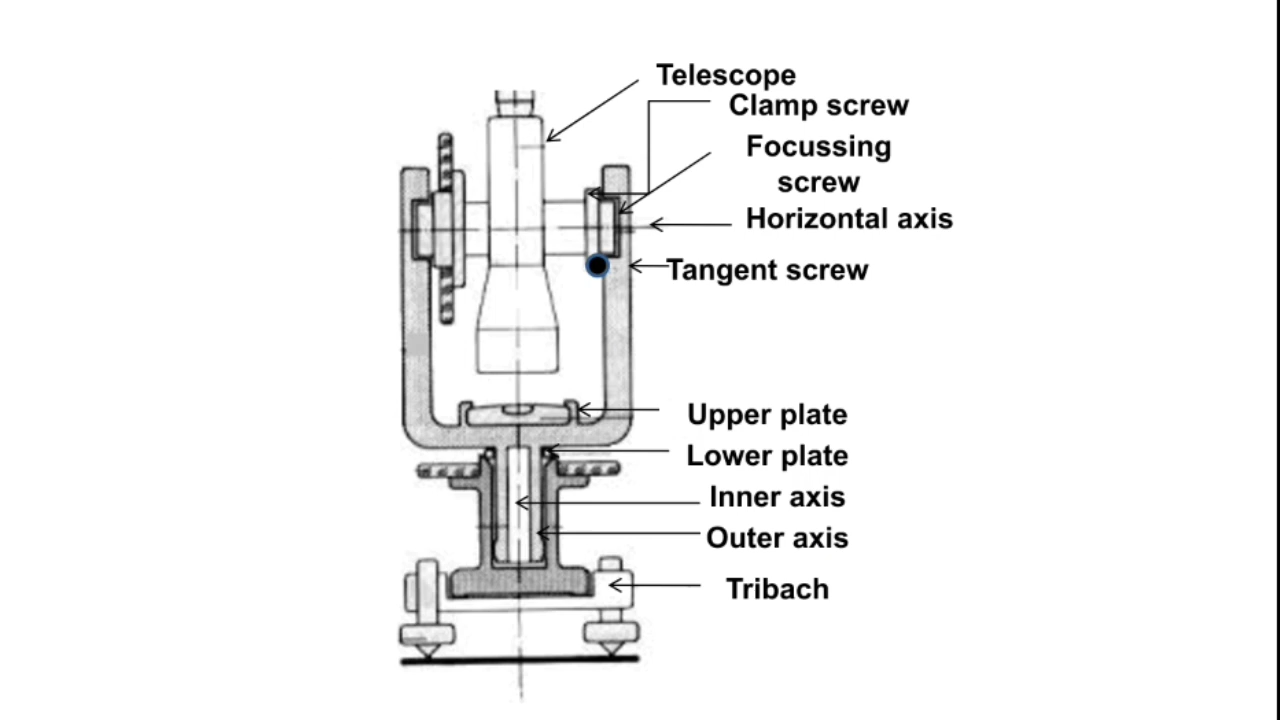 Telescope
Clamp screw
Focussing
screw
Horizontal axis
Tangent screw
Upper plate
Lower plate
Inner axis
Outer axis
Tribach